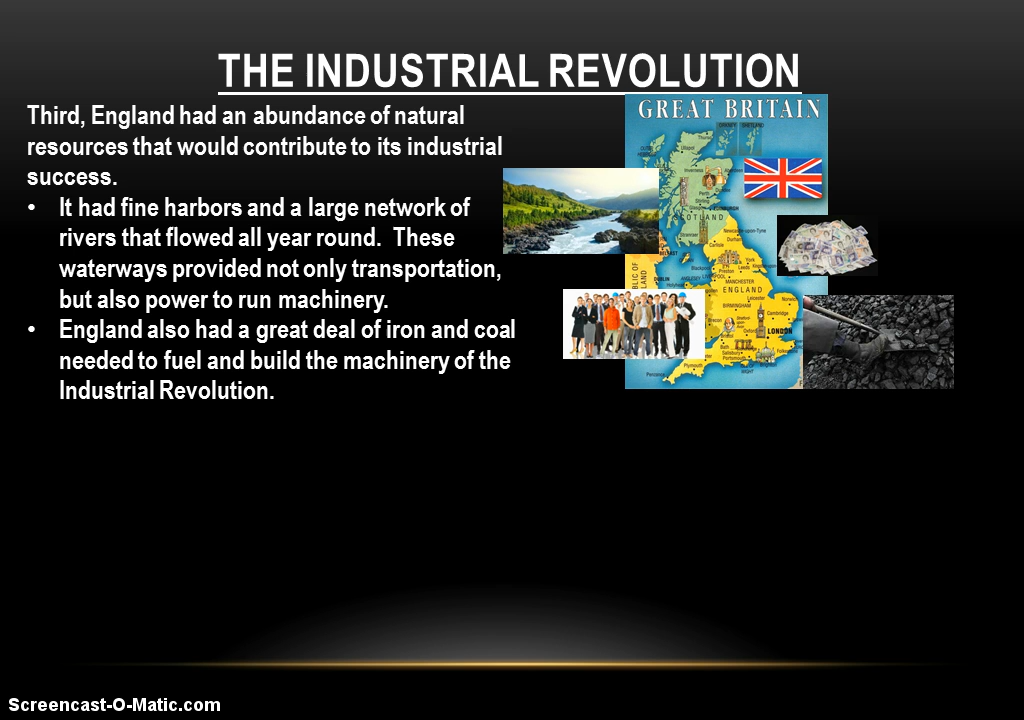 THE INDUSTRIAL REVOLUTION
Third, England had an abundance of natural
resources that would contribute to its industrial
success.
• It had fine harbors and a large network of
rivers that flowed all year round.  These
waterways provided not only transportation,
but also power to run machinery.
• England also had a great deal of iron and coal
needed to fuel and build the machinery of the
Industrial Revolution.
GREAT BRITAIN
SCOTLAND
MANCHESTER
ENGLAND
BIRMINGHAM
Cambridge
LONDON
Screencast-O-Matic.com